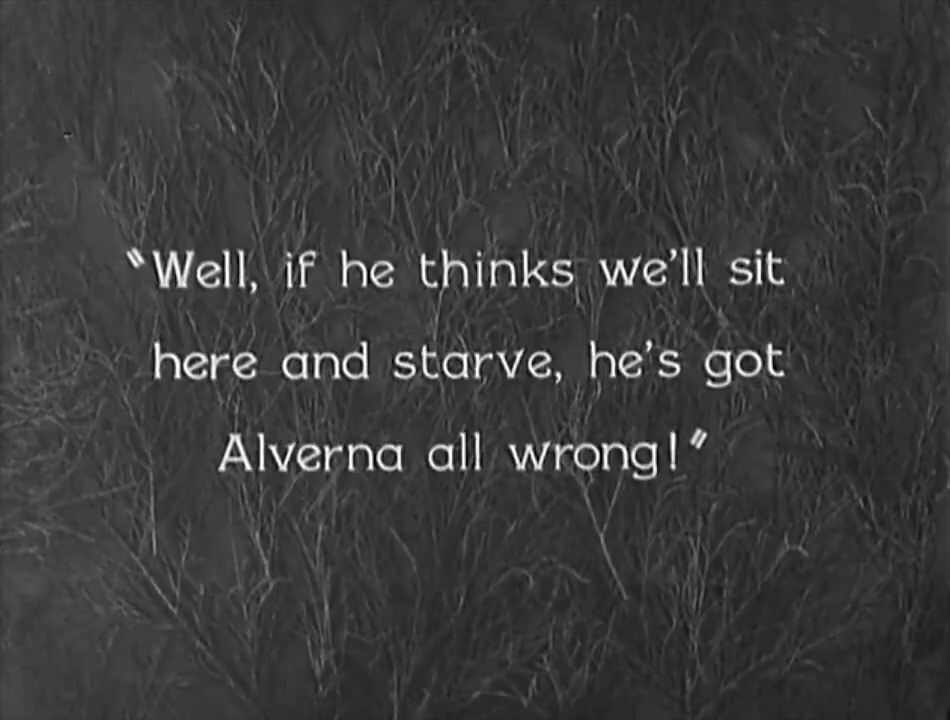 "Well, if he thinks we'll sit
here and starve, he's got
Alverna all wrong!"